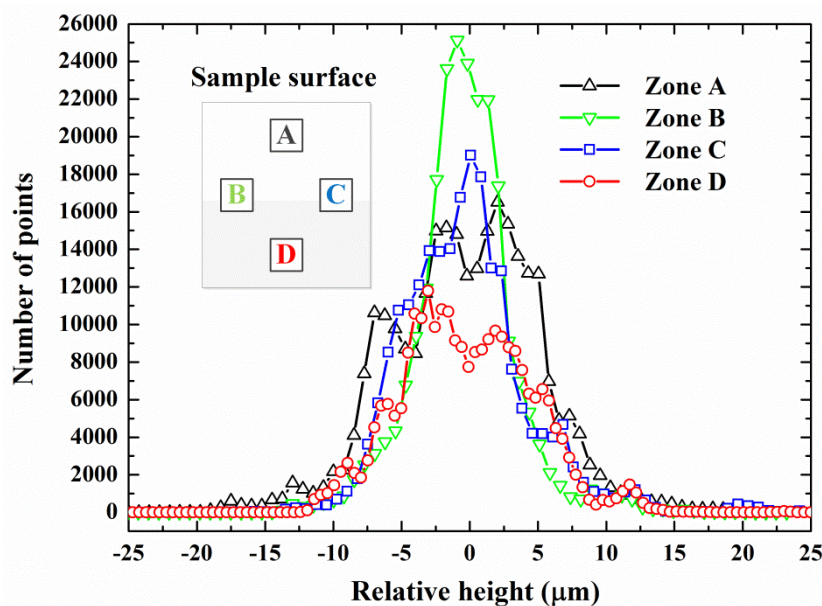 26000
24000
22000
20000
18000
16000
14000
12000
10000
8000
6000
4000
2000
0
Number of points
Sample surface
A
B
C
D
Zone A
Zone B
Zone C
Zone D
-25 -20 -15 -10 -5 0 5 10 15 20 25
Relative height (μm)